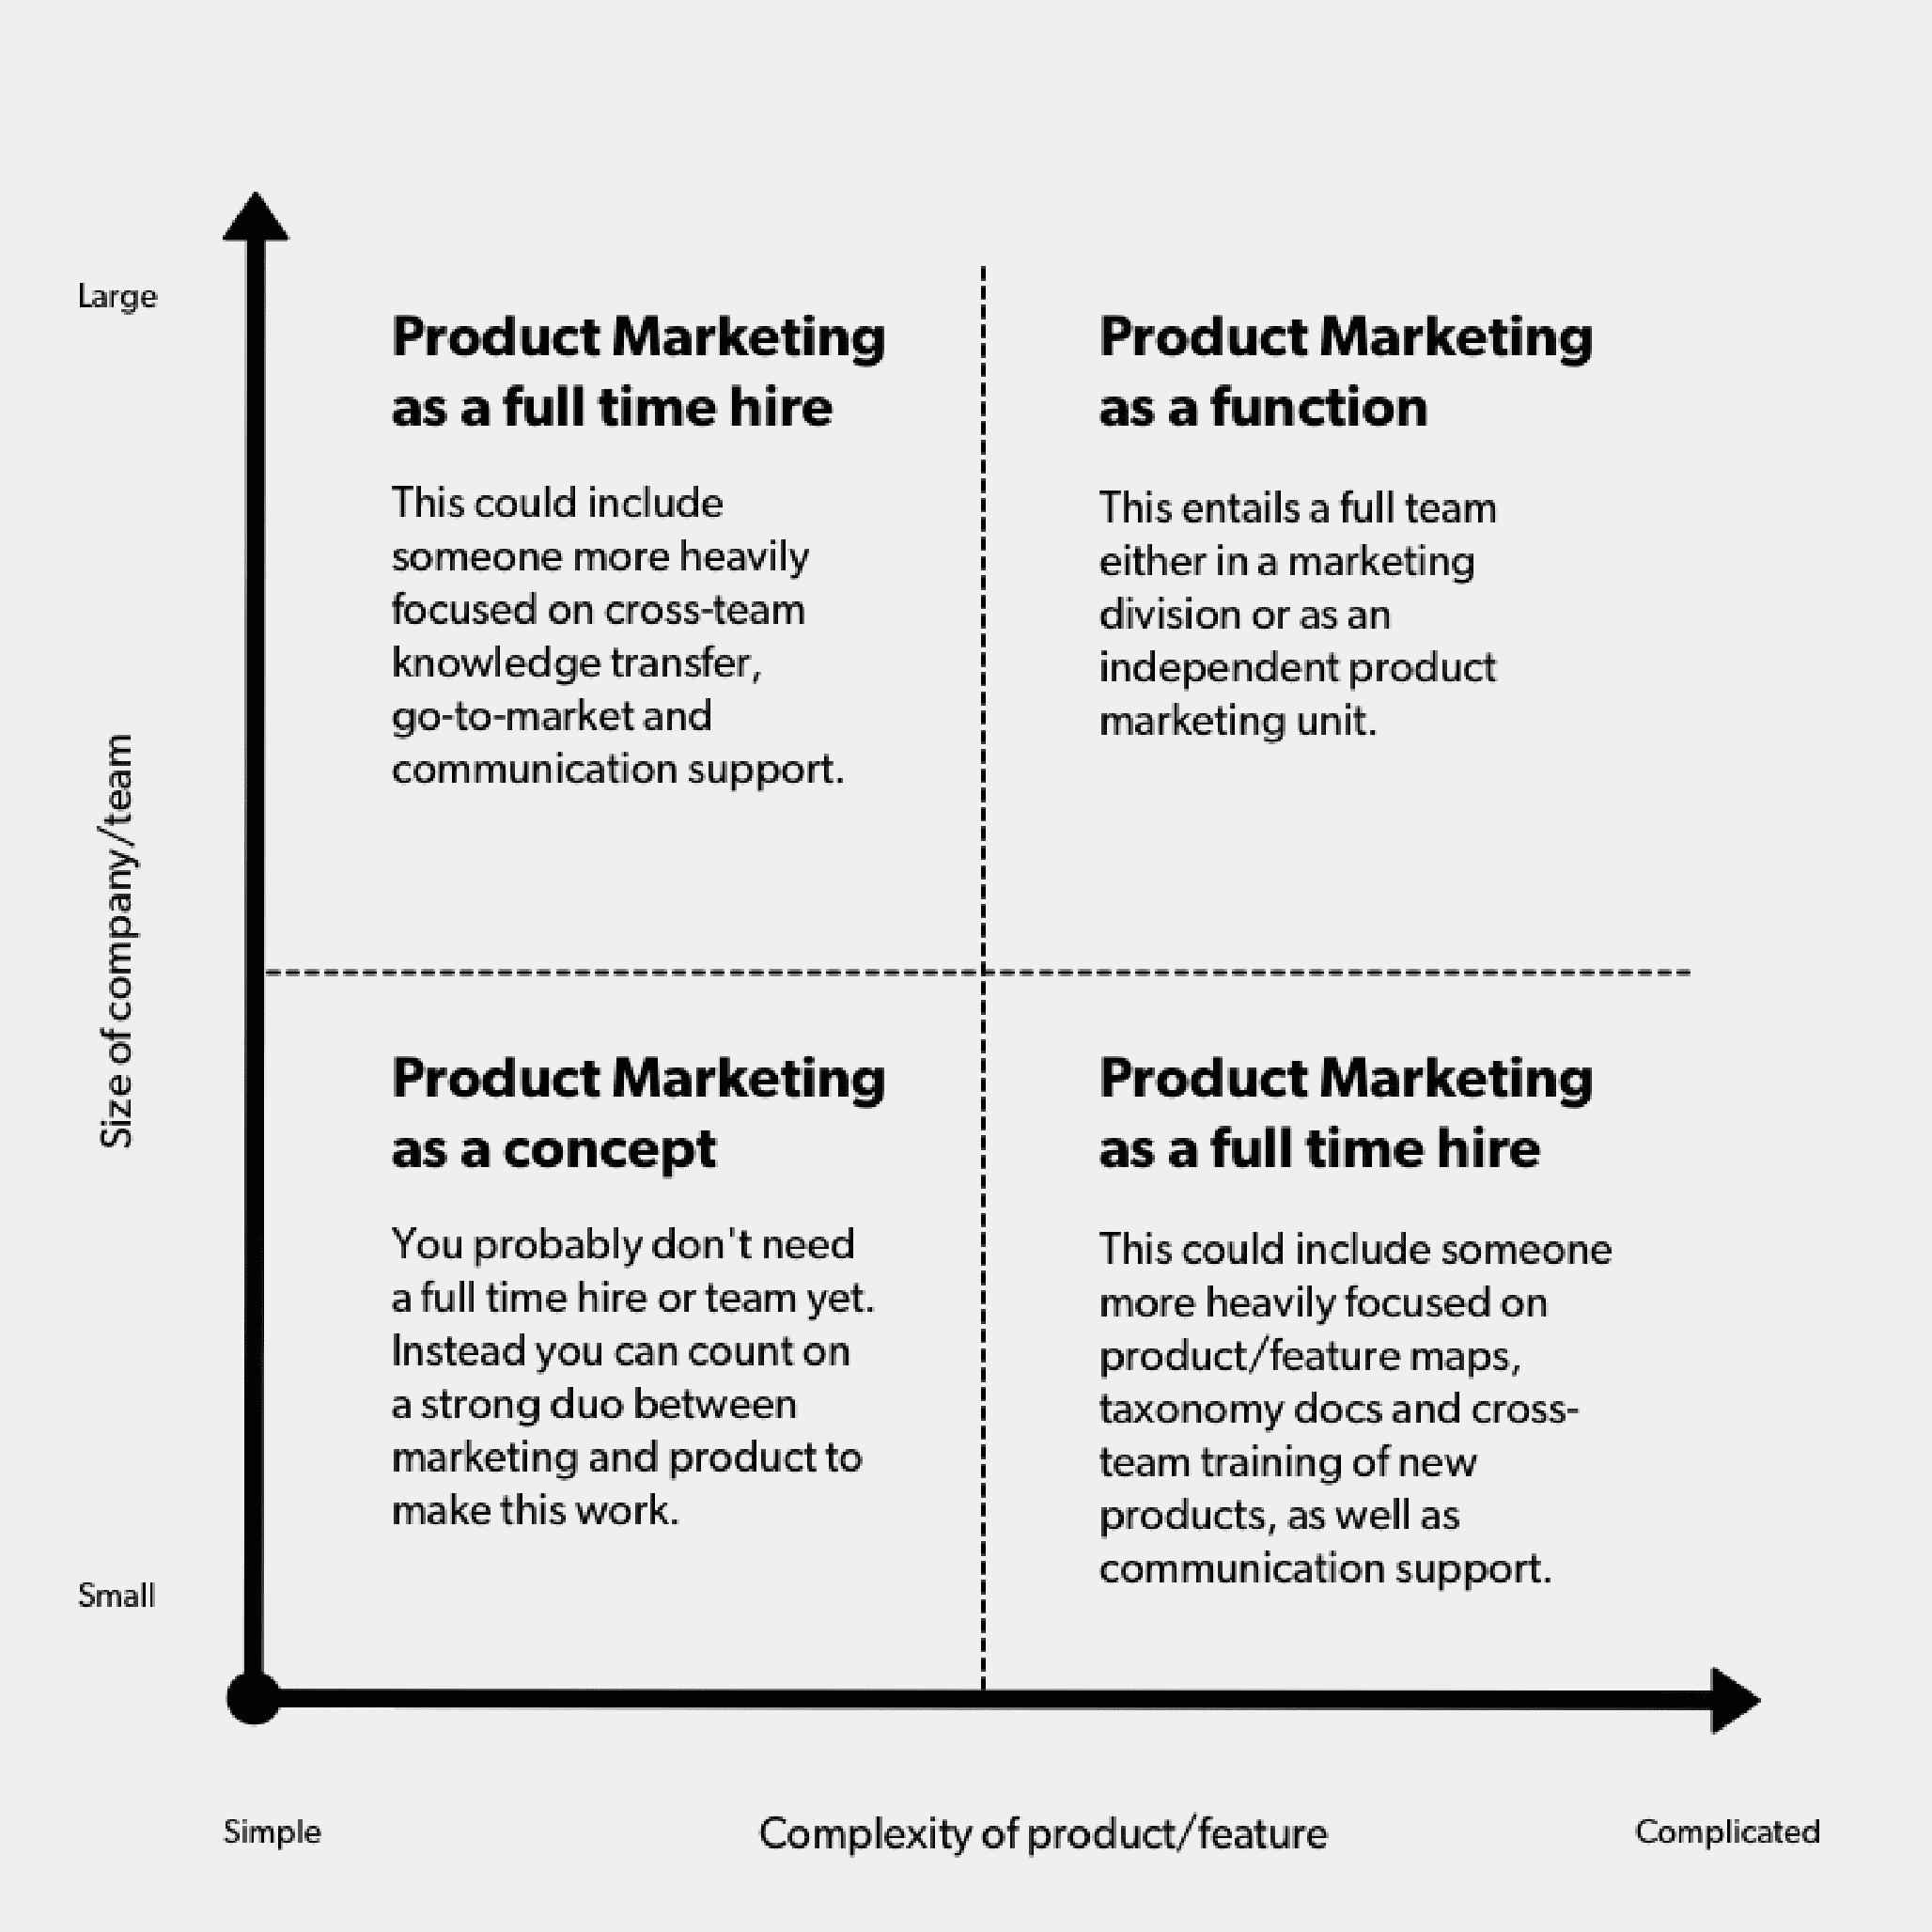 Large
Product Marketing
as a full time hire
This could include
someone more heavily
focused on cross-team
knowledge transfer,
go-to-market and
communication support.
Product Marketing
as a function
This entails a full team
either in a marketing
division or as an
independent product
marketing unit.
Size of company/team
Product Marketing
as a concept
You probably don't need
a full time hire or team yet.
Instead you can count on
a strong duo between
marketing and product to
make this work.
Product Marketing
as a full time hire
This could include someone
more heavily focused on
product/feature maps,
taxonomy docs and cross-
team training of new
products, as well as
communication support.
Small
Simple
Complexity of product/feature
Complicated